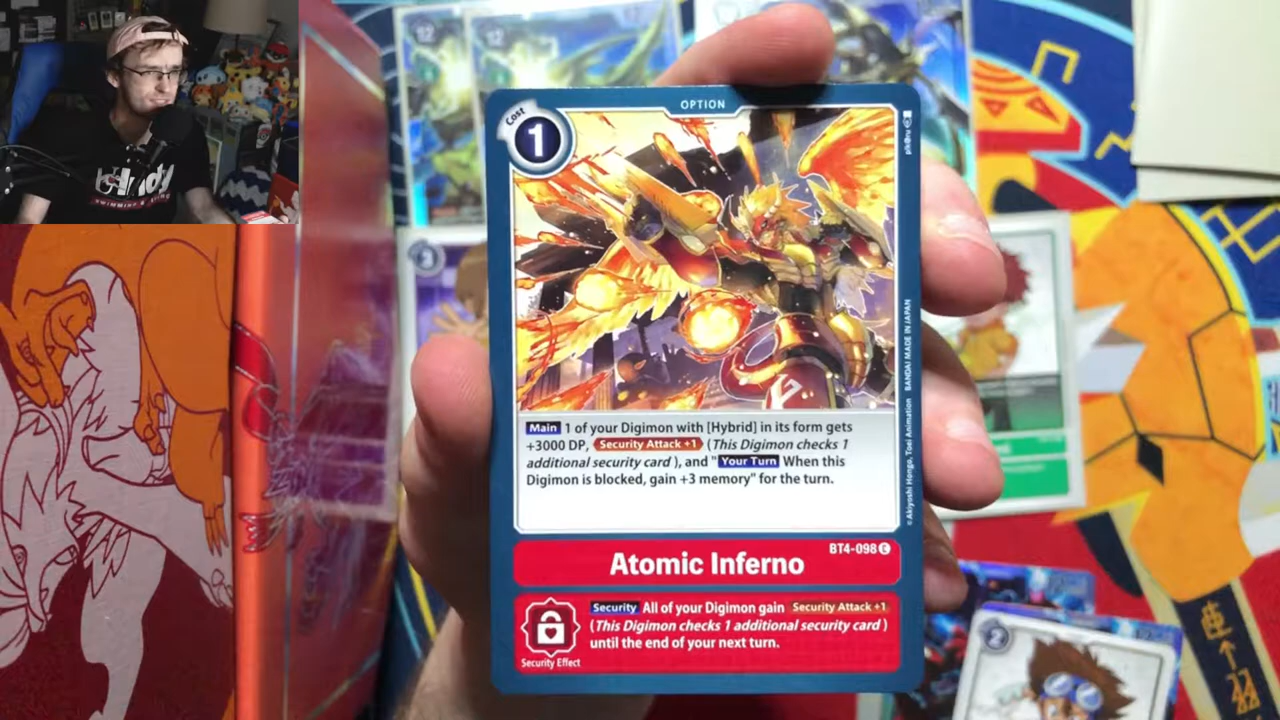 OPTION
Cost
1
Main 1 of your Digimon with [Hybrid] in its form gets
+3000 DP, Security Attack +1 (This Digimon checks 1
additional security card), and "Your Turn When this
Digimon is blocked, gain +3 memory" for the turn.
©Akiyoshi Hongo, Toei Animation BANDAI MADE IN JAPAN
BT4-098 C
Atomic Inferno
Security All of your Digimon gain Security Attack +1
(This Digimon checks 1 additional security card)
until the end of your next turn.
Security Effect
2